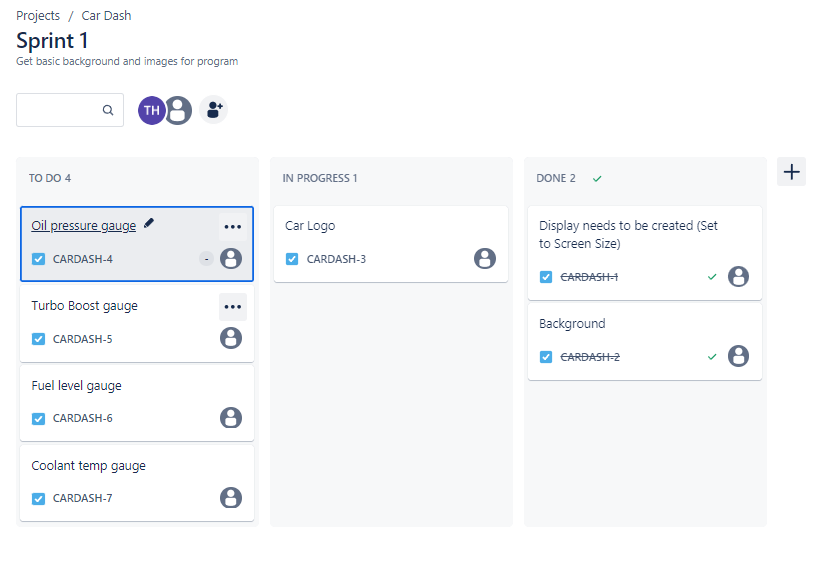 Projects / Car Dash
Sprint 1
Get basic background and images for program
TH
TO DO 4
Oil pressure gauge
CARDASH-4
-
Turbo Boost gauge
CARDASH-5
Fuel level gauge
CARDASH-6
Coolant temp gauge
CARDASH-7
IN PROGRESS 1
Car Logo
CARDASH-3
DONE 2
Display needs to be created (Set
to Screen Size)
CARDASH-1
Background
CARDASH-2